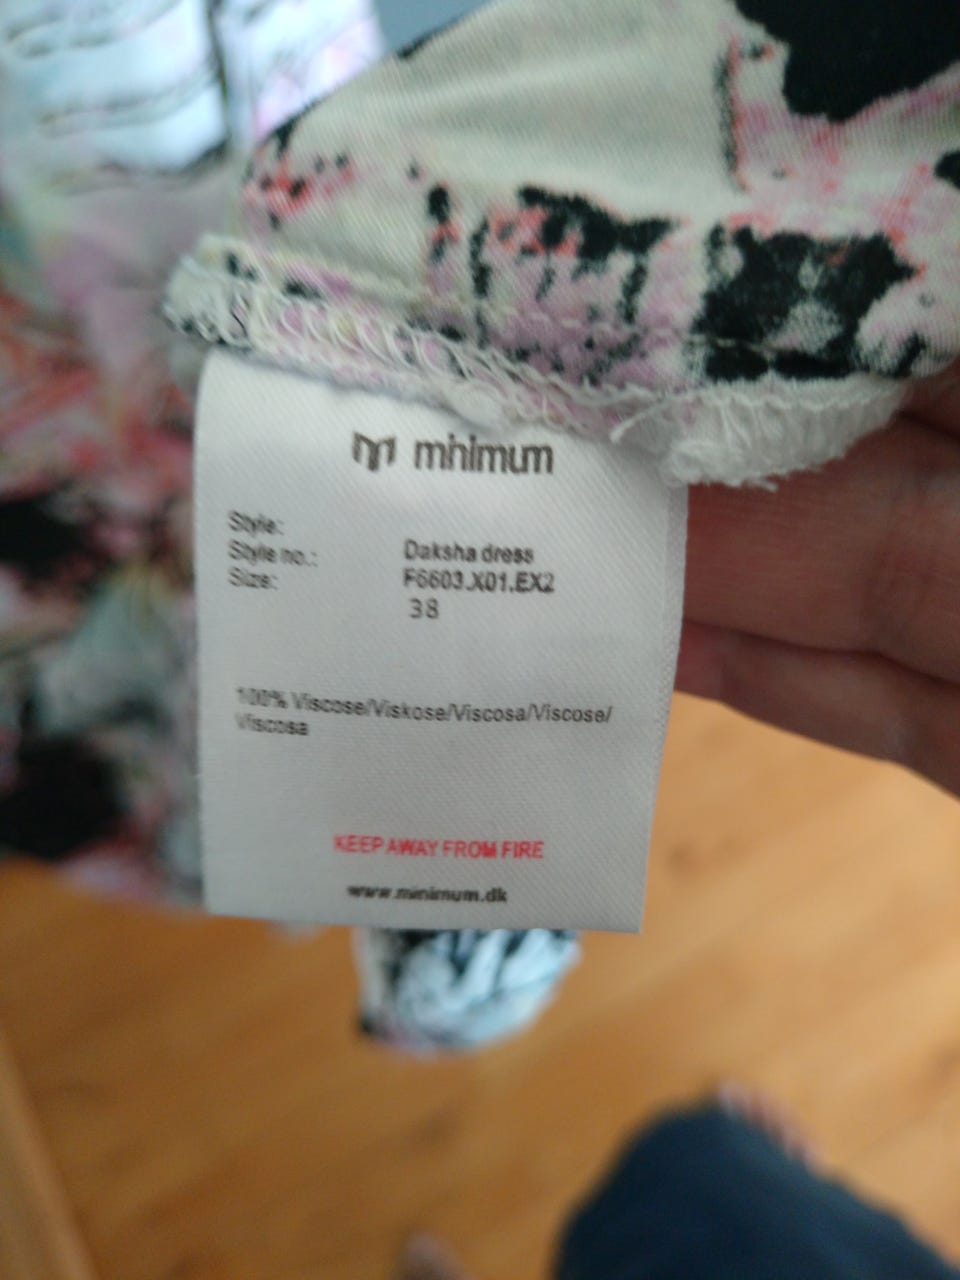 minimum
Style:
Style no.: Daksha dress
Size: F6603.X01.EX2
38
100% Viscose/Viskose/Viscosa/Viscose/
Viscosa
KEEP AWAY FROM FIRE
www.minimum.dk